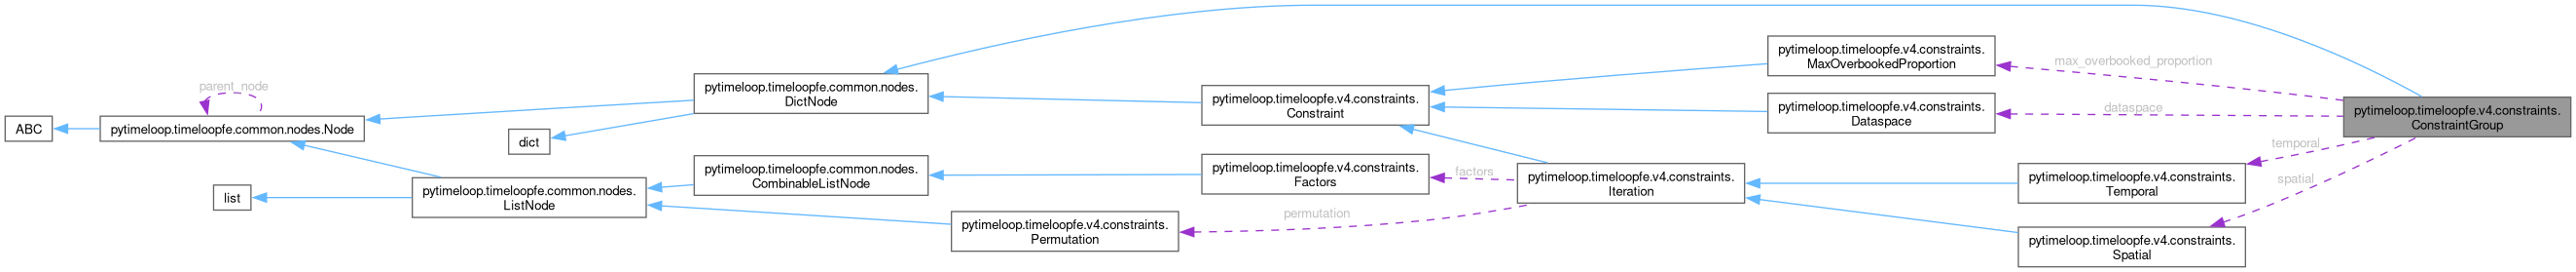 ABC
parent_node
pytimeloop.timeloopfe.common.nodes.Node
list
dict
pytimeloop.timeloopfe.common.nodes.
ListNode
pytimeloop.timeloopfe.common.nodes.
DictNode
pytimeloop.timeloopfe.common.nodes.
CombinableListNode
pytimeloop.timeloopfe.v4.constraints.
Permutation
pytimeloop.timeloopfe.v4.constraints.
Constraint
pytimeloop.timeloopfe.v4.constraints.
Factors
permutation
factors
pytimeloop.timeloopfe.v4.constraints.
Iteration
pytimeloop.timeloopfe.v4.constraints.
MaxOverbookedProportion
pytimeloop.timeloopfe.v4.constraints.
Dataspace
pytimeloop.timeloopfe.v4.constraints.
Temporal
pytimeloop.timeloopfe.v4.constraints.
Spatial
max_overbooked_proportion
dataspace
temporal
spatial
pytimeloop.timeloopfe.v4.constraints.
ConstraintGroup